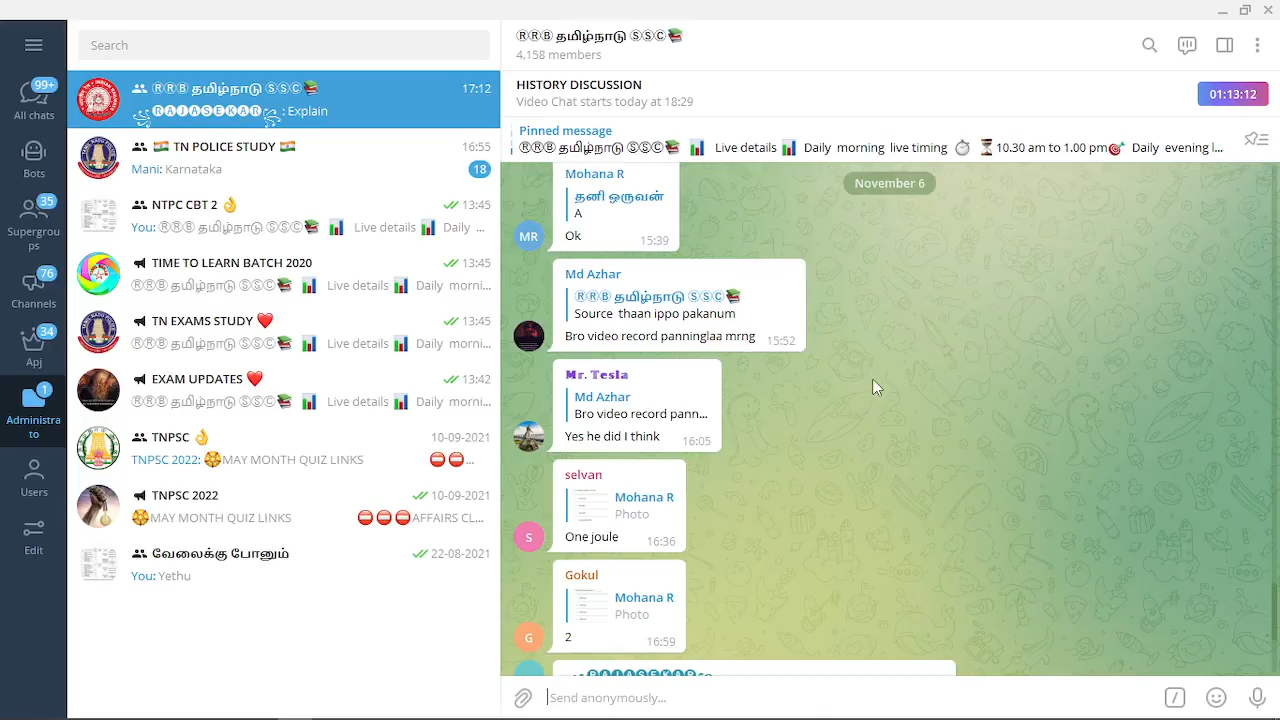 Search
99+
All chats
Bots
35
Supergrou
ps
76
Channels
34
Apj
1
Administra
to
Users
Edit
ⓇⓇⒷ தமிழ்நாடு ⓈⓈⒸ📚
17:12
꧁🅡🅐🅙🅐🅢🅔🅚🅐🅡꧂: Explain
🇮🇳 TN POLICE STUDY 🇮🇳
16:55
Mani: Karnataka
18
NTPC CBT 2 👌
13:45
You: ⓇⓇⒷ தமிழ்நாடு ⓈⓈⒸ📚 📊 Live details 📊 Daily ...
TIME TO LEARN BATCH 2020
13:45
ⓇⓇⒷ தமிழ்நாடு ⓈⓈⒸ📚 📊 Live details 📊 Daily morni...
TN EXAMS STUDY ❤️
13:45
ⓇⓇⒷ தமிழ்நாடு ⓈⓈⒸ📚 📊 Live details 📊 Daily morni...
EXAM UPDATES ❤️
13:42
ⓇⓇⒷ தமிழ்நாடு ⓈⓈⒸ📚 📊 Live details 📊 Daily morni...
TNPSC 👌
10-09-2021
TNPSC 2022: 🏵MAY MONTH QUIZ LINKS ⛔⛔...
TNPSC 2022
10-09-2021
🏵MAY MONTH QUIZ LINKS ⛔⛔⛔AFFAIRS CL...
வேலைக்கு போனும்
22-08-2021
You: Yethu
ⓇⓇⒷ தமிழ்நாடு ⓈⓈⒸ📚
4,158 members
HISTORY DISCUSSION
Video Chat starts today at 18:29
01:13:12
Pinned message
ⓇⓇⒷ தமிழ்நாடு ⓈⓈⒸ📚 📊 Live details 📊 Daily morning live timing ⏱ ⏳10.30 am to 1.00 pm🎯 Daily evening l...
November 6
Mohana R
தனி ஒருவன்
A
Ok
15:39
MR
Md Azhar
ⓇⓇⒷ தமிழ்நாடு ⓈⓈⒸ📚
Source thaan ippo pakanum
Bro video record panninglaa mrng
15:52
𝐌𝐫. 𝐓𝐞𝐬𝐥𝐚
Md Azhar
Bro video record pann...
Yes he did I think
16:05
selvan
Mohana R
Photo
One joule
16:36
S
Gokul
Mohana R
Photo
2
16:59
G
꧁🅡🅐🅙🅐🅢🅔🅚🅐🅡꧂
Send anonymously...